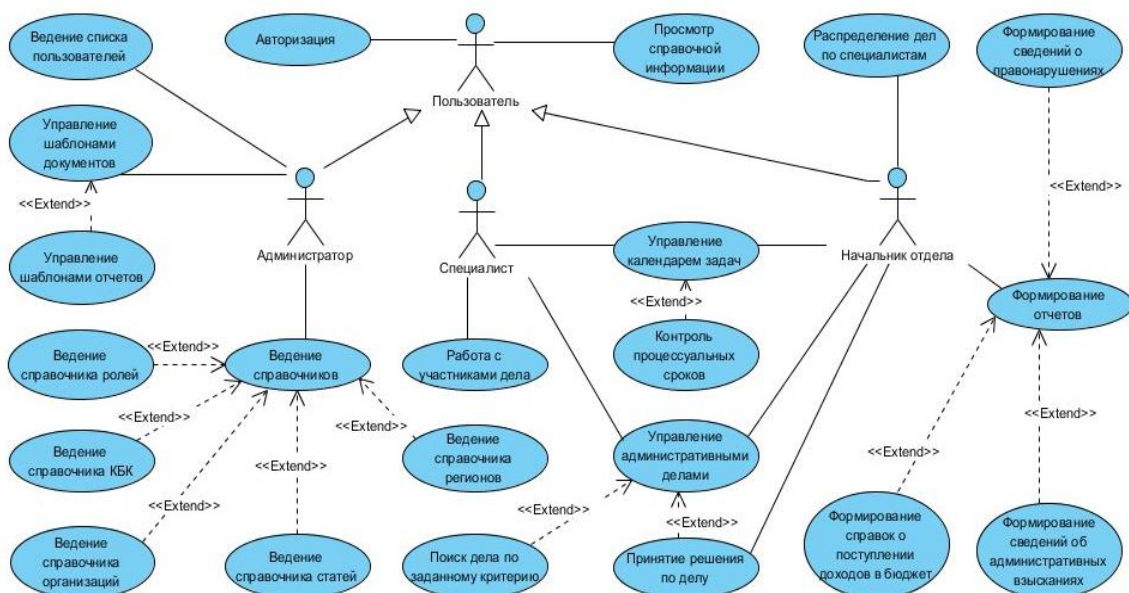 Ведение списка
пользователей
Авторизация
Просмотр
справочной
информации
Распределение дел
по специалистам
Формирование
сведений о
правонарушениях
Пользователь
Управление
шаблонами
документов
<<Extend>>
<<Extend>>
Управление
шаблонами отчетов
Администратор
Специалист
Управление
календарем задач
Начальник отдела
<<Extend>>
Формирование
отчетов
Ведение
справочника ролей
<<Extend>>
Ведение
справочников
Работа с
участниками дела
Контроль
процессуальных
сроков
<<Extend>>
<<Extend>>
Ведение
справочника КБК
<<Extend>>
Ведение
справочника
регионов
Управление
административными
делами
<<Extend>>
<<Extend>>
<<Extend>>
<<Extend>>
<<Extend>>
<<Extend>>
Ведение
справочника
организаций
Ведение
справочника статей
Поиск дела по
заданному критерию
Принятие решения
по делу
Формирование
справок о
поступлении
доходов в бюджет
Формирование
сведений об
административных
взысканиях